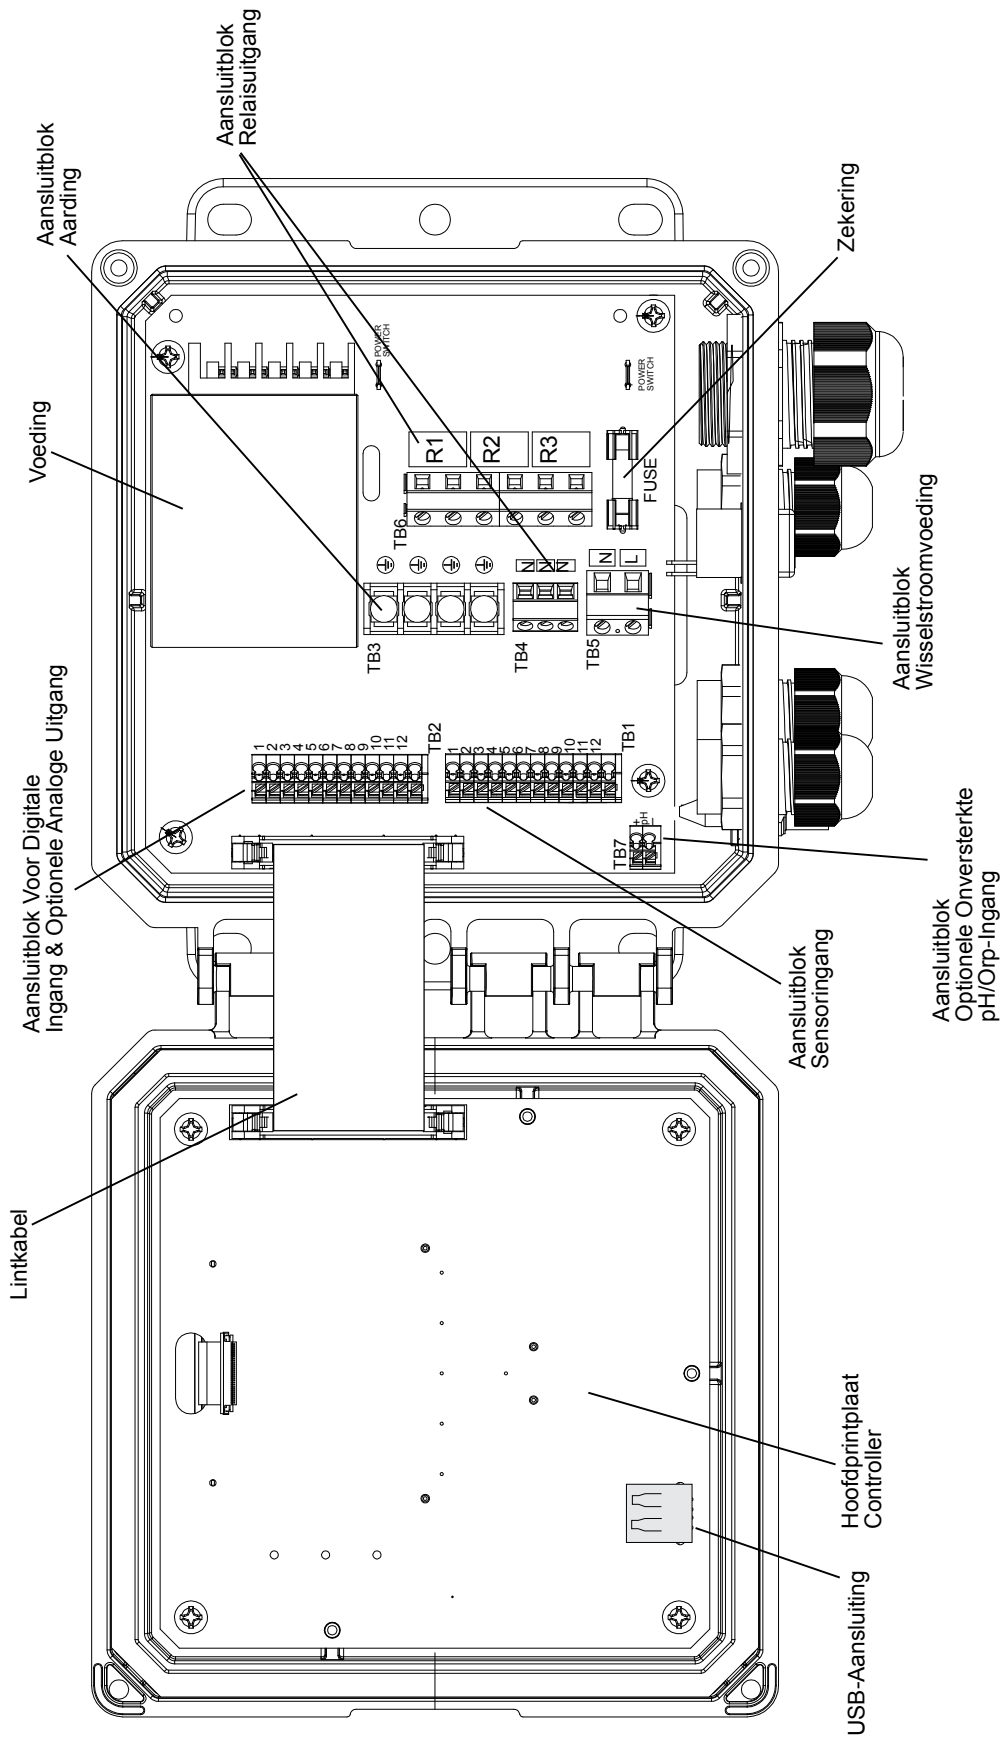 Lintkabel
Aansluitblok Voor Digitale
Ingang & Optionele Analoge Uitgang
Voeding
Aansluitblok
Aarding
Aansluitblok
Relaisuitgang
POWER
SWITCH
POWER
SWITCH
TB6
R1
R2
R3
FUSE
TB3
TB4
N
N
N
TB5
N
L
1
2
3
4
5
6
7
8
9
10
11
12
TB2
1
2
3
4
5
6
7
8
9
10
11
12
TB1
TB7
+
pH
–
USB-Aansluiting
Hoofdprintplaat
Controller
Aansluitblok
Sensoringang
Aansluitblok
Optionele Onversterkte
pH/Orp-Ingang
Aansluitblok
Wisselstroomvoeding
Zekering